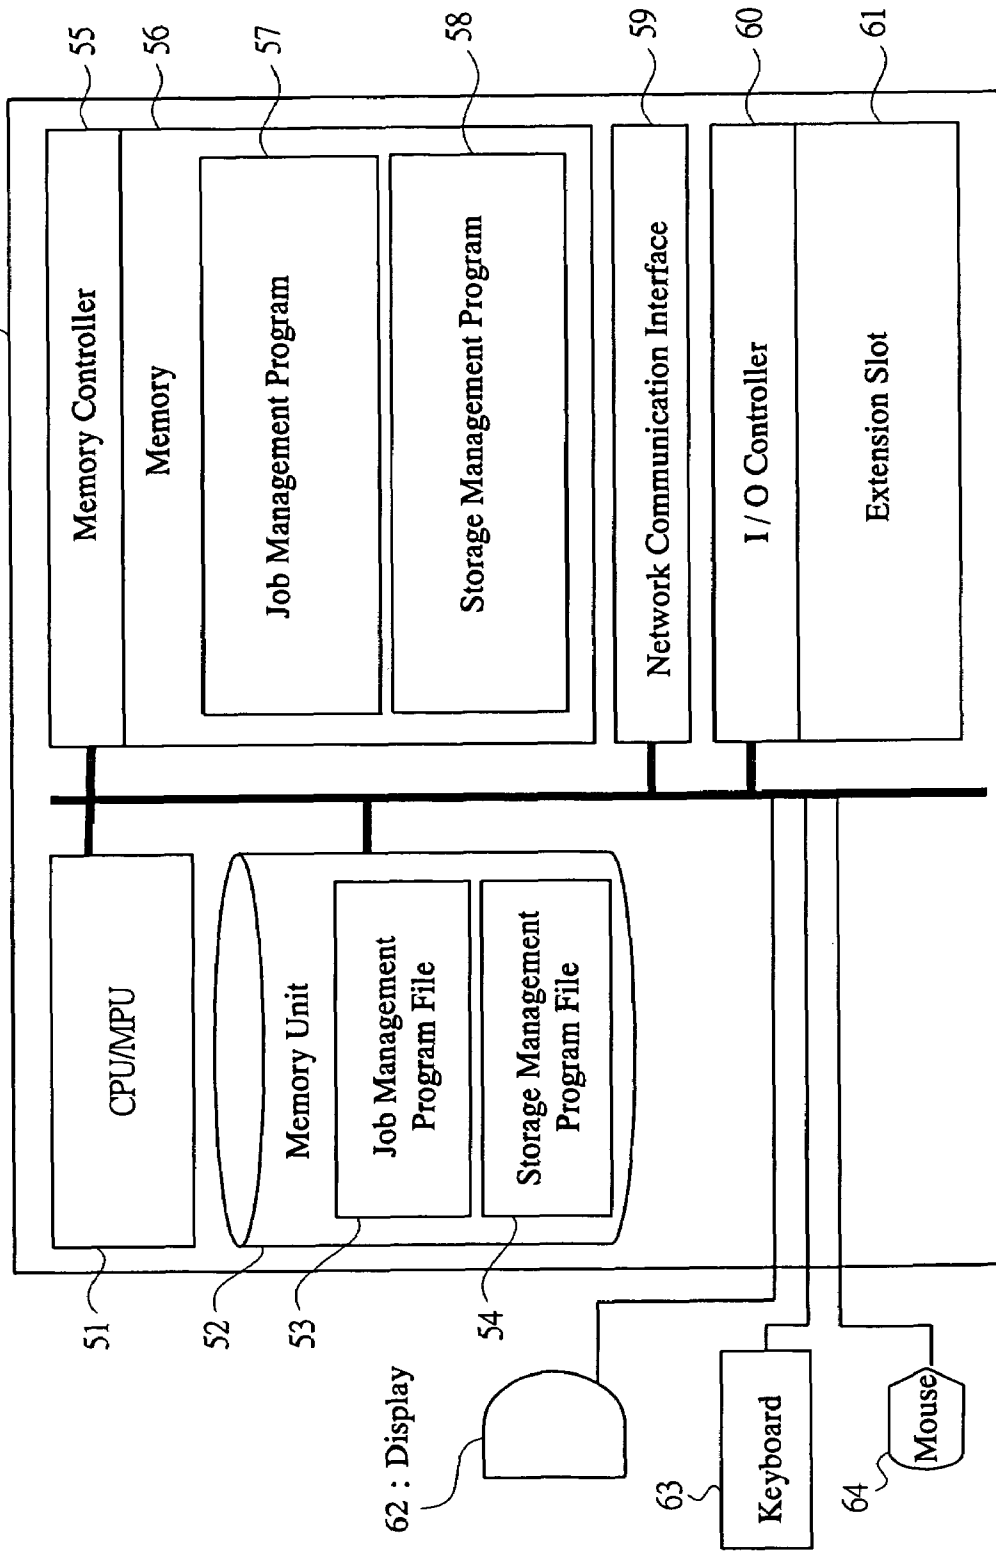 51
CPU/MPU
52
Memory Unit
53
Job Management
Program File
54
Storage Management
Program File
62 : Display
63
Keyboard
64
Mouse
Memory Controller
55
Memory
56
Job Management Program
57
Storage Management Program
58
Network Communication Interface
59
I / O Controller
60
Extension Slot
61